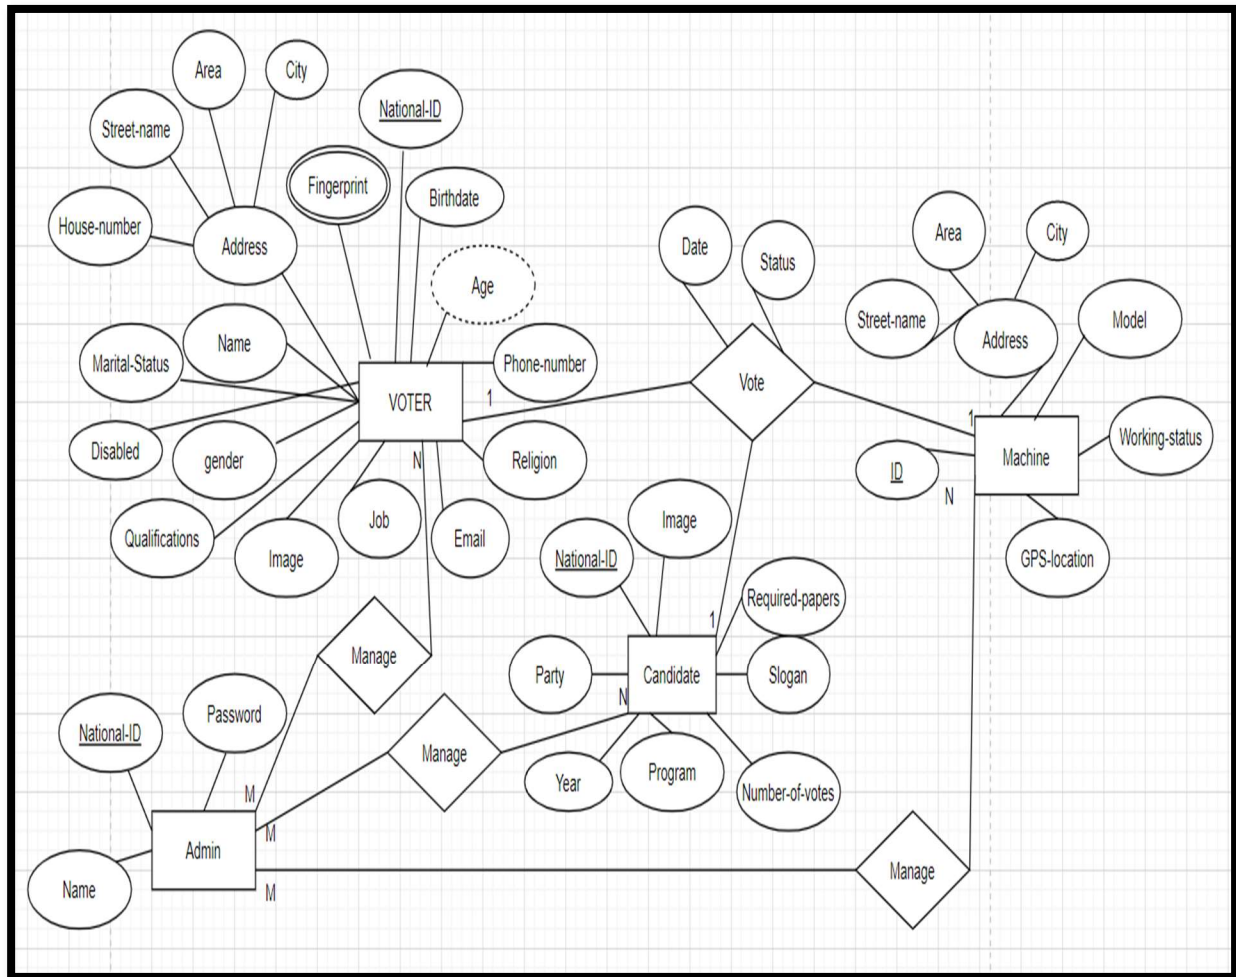 Area
City
National-ID
Street-name
Fingerprint
Birthdate
House-number
Address
Age
Name
Marital-Status
Phone-number
VOTER
1
Disabled
gender
N
Religion
Qualifications
Image
Job
Email
Date
Status
Vote
Area
City
Street-name
Address
Model
1
Machine
Working-status
ID
N
GPS-location
Image
National-ID
Required-papers
1
Party
Candidate
Slogan
N
Year
Program
Number-of-votes
Manage
Manage
National-ID
Password
M
M
Admin
M
Name
Manage